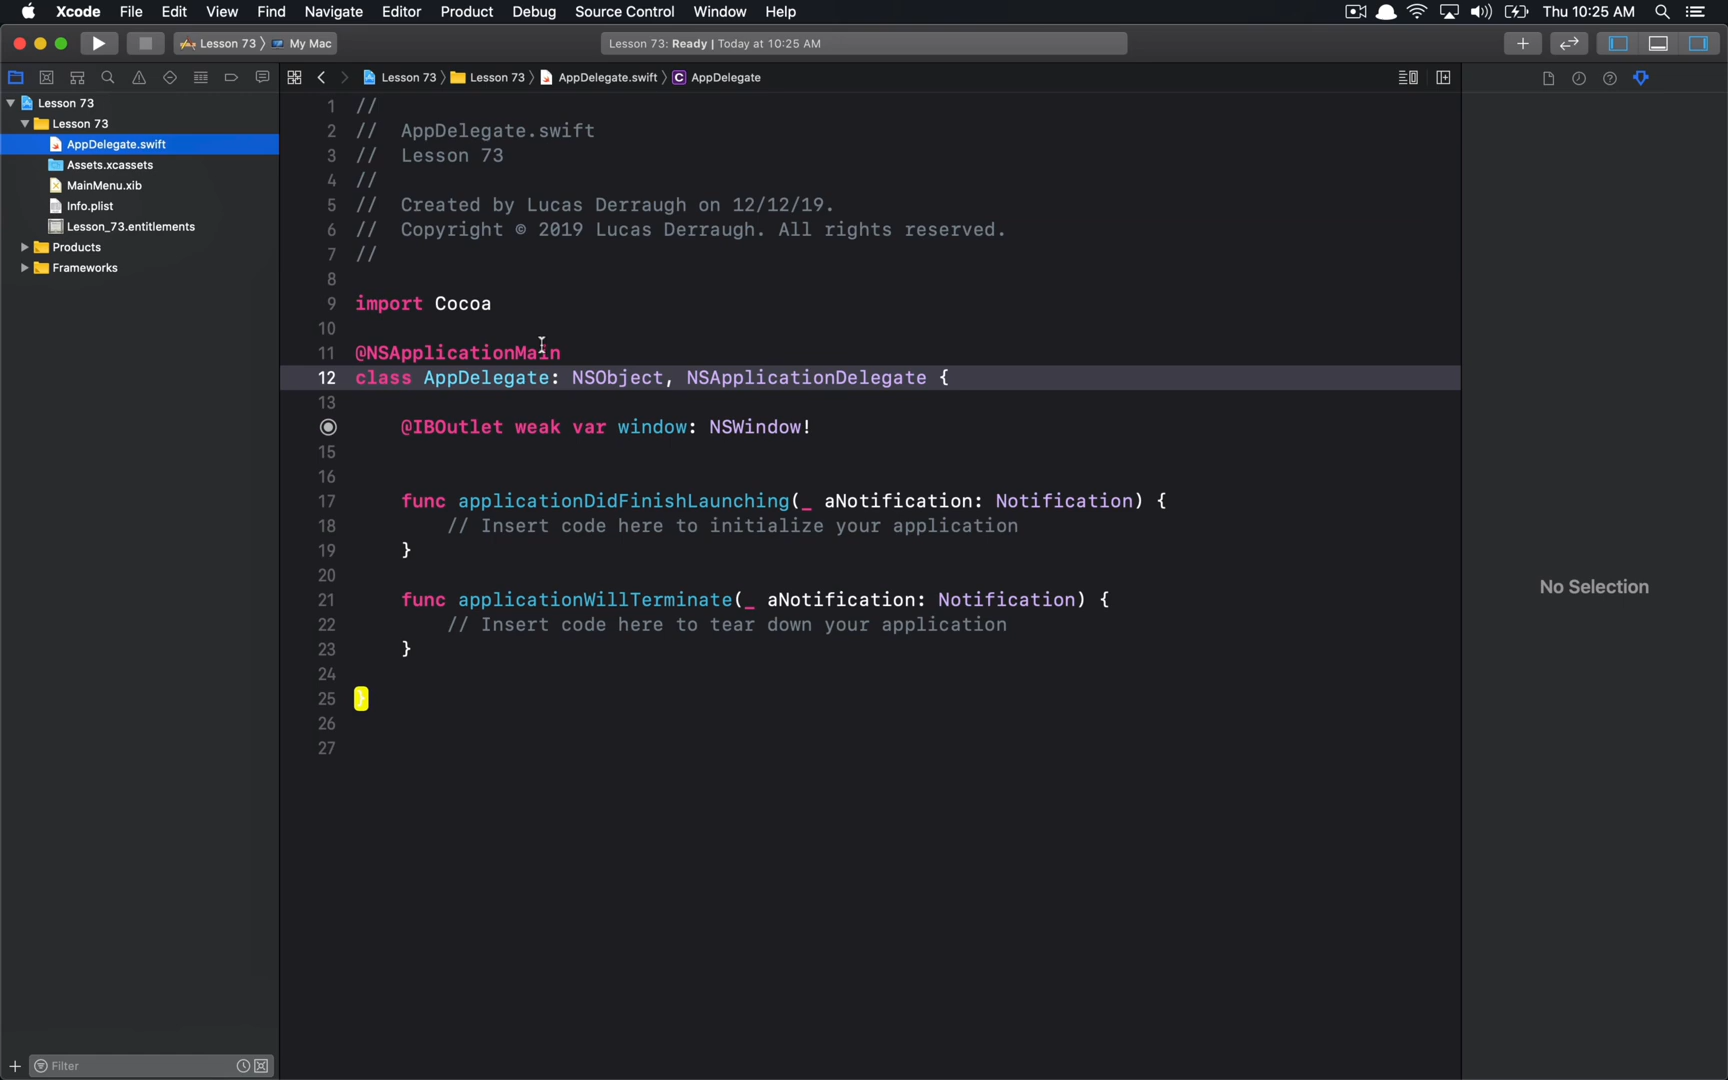 Xcode File Edit View Find Navigate Editor Product Debug Source Control Window Help Thu 10:25 AM
Lesson 73 My Mac Lesson 73: Ready | Today at 10:25 AM
Lesson 73 Lesson 73 AppDelegate.swift C AppDelegate
Lesson 73
Lesson 73
AppDelegate.swift
Assets.xcassets
MainMenu.xib
Info.plist
Lesson_73.entitlements
Products
Frameworks
1 //
2 // AppDelegate.swift
3 // Lesson 73
4 //
5 // Created by Lucas Derraugh on 12/12/19.
6 // Copyright © 2019 Lucas Derraugh. All rights reserved.
7 //
8
9 import Cocoa
10
11 @NSApplicationMain
12 class AppDelegate: NSObject, NSApplicationDelegate {
13
@IBOutlet weak var window: NSWindow!
15
16
17 func applicationDidFinishLaunching(_ aNotification: Notification) {
18 // Insert code here to initialize your application
19 }
20
21 func applicationWillTerminate(_ aNotification: Notification) {
22 // Insert code here to tear down your application
23 }
24
25 }
26
27
No Selection
Filter